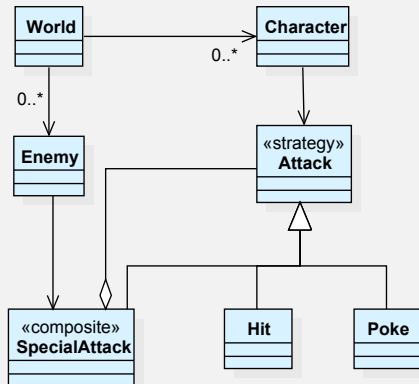 World
Character
0..*
0..*
«strategy»
Attack
Enemy
«composite»
SpecialAttack
Hit
Poke